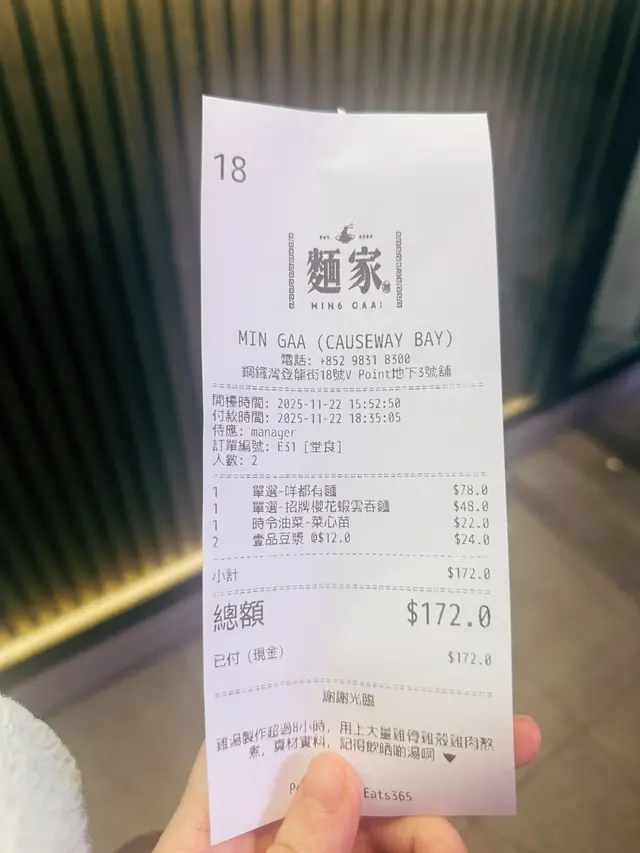 18
麵家
MING GAAI
MIN GAA (CAUSEWAY BAY)
電話: +852 9831 8300
銅鑼灣登龍街18號V Point地下3號舖
開檯時間: 2025-11-22 15:52:50
付款時間: 2025-11-22 18:35:05
侍應: manager
訂單編號: E31 [堂食]
人數: 2
1 單選-咩都有麵 $78.0
1 單選-招牌櫻花蝦雲吞麵 $48.0
1 時令油菜-菜心苗 $22.0
2 壹品豆漿 @$12.0 $24.0
小計 $172.0
總額 $172.0
已付 (現金) $172.0
謝謝光臨
雞湯製作超過8小時, 用上大量雞骨雞殼雞肉熬
煮, 真材實料, 記得飲晒啲湯啊
Eats365